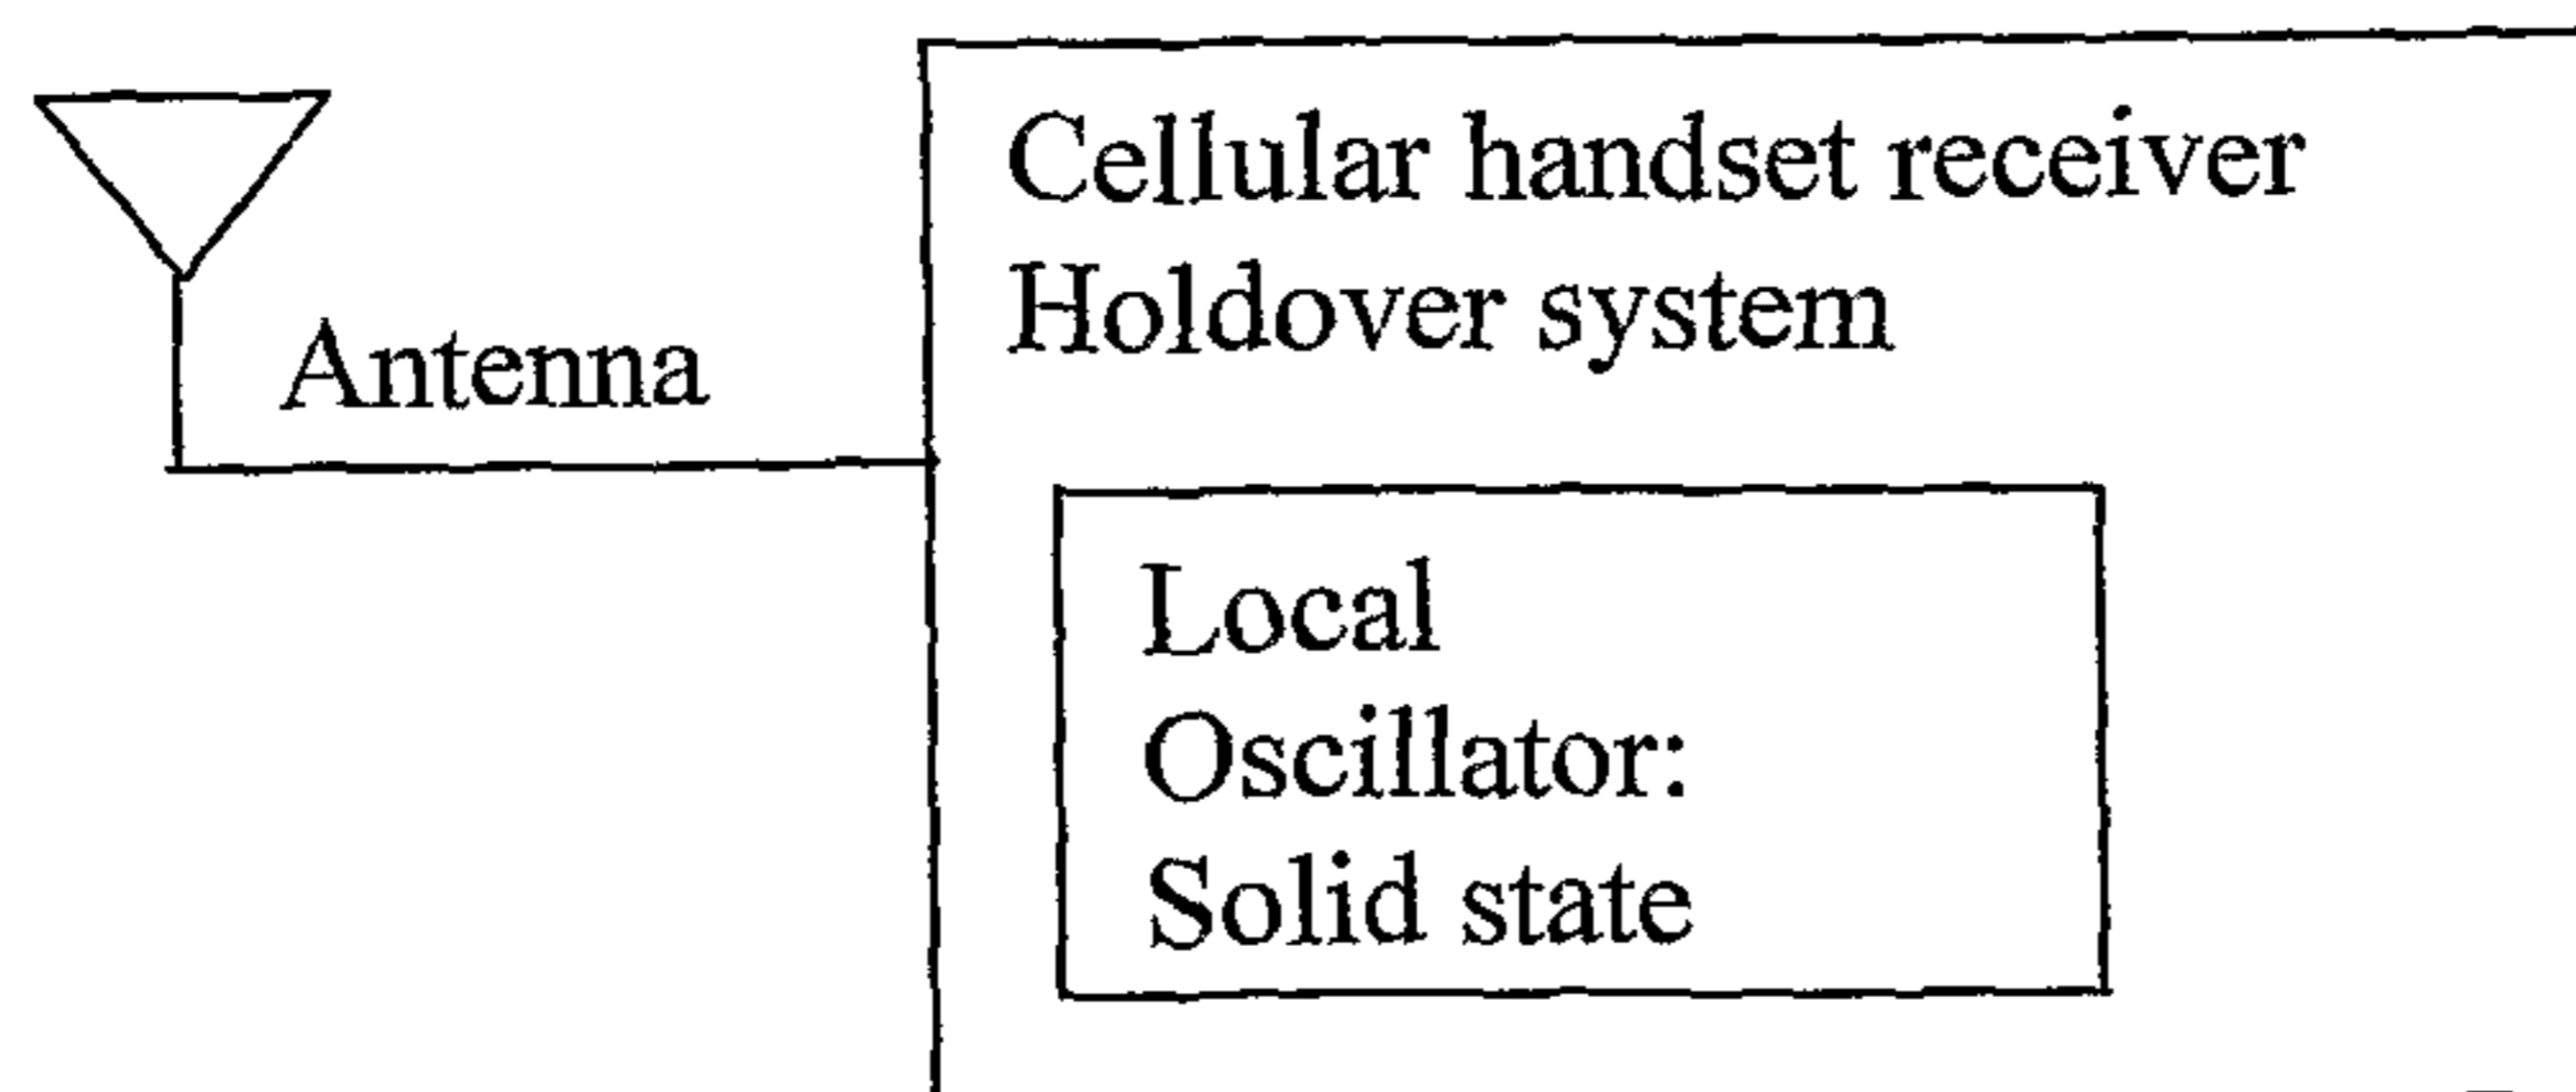 Cellular handset receiver
Holdover system
Antenna
Local
Oscillator:
Solid state